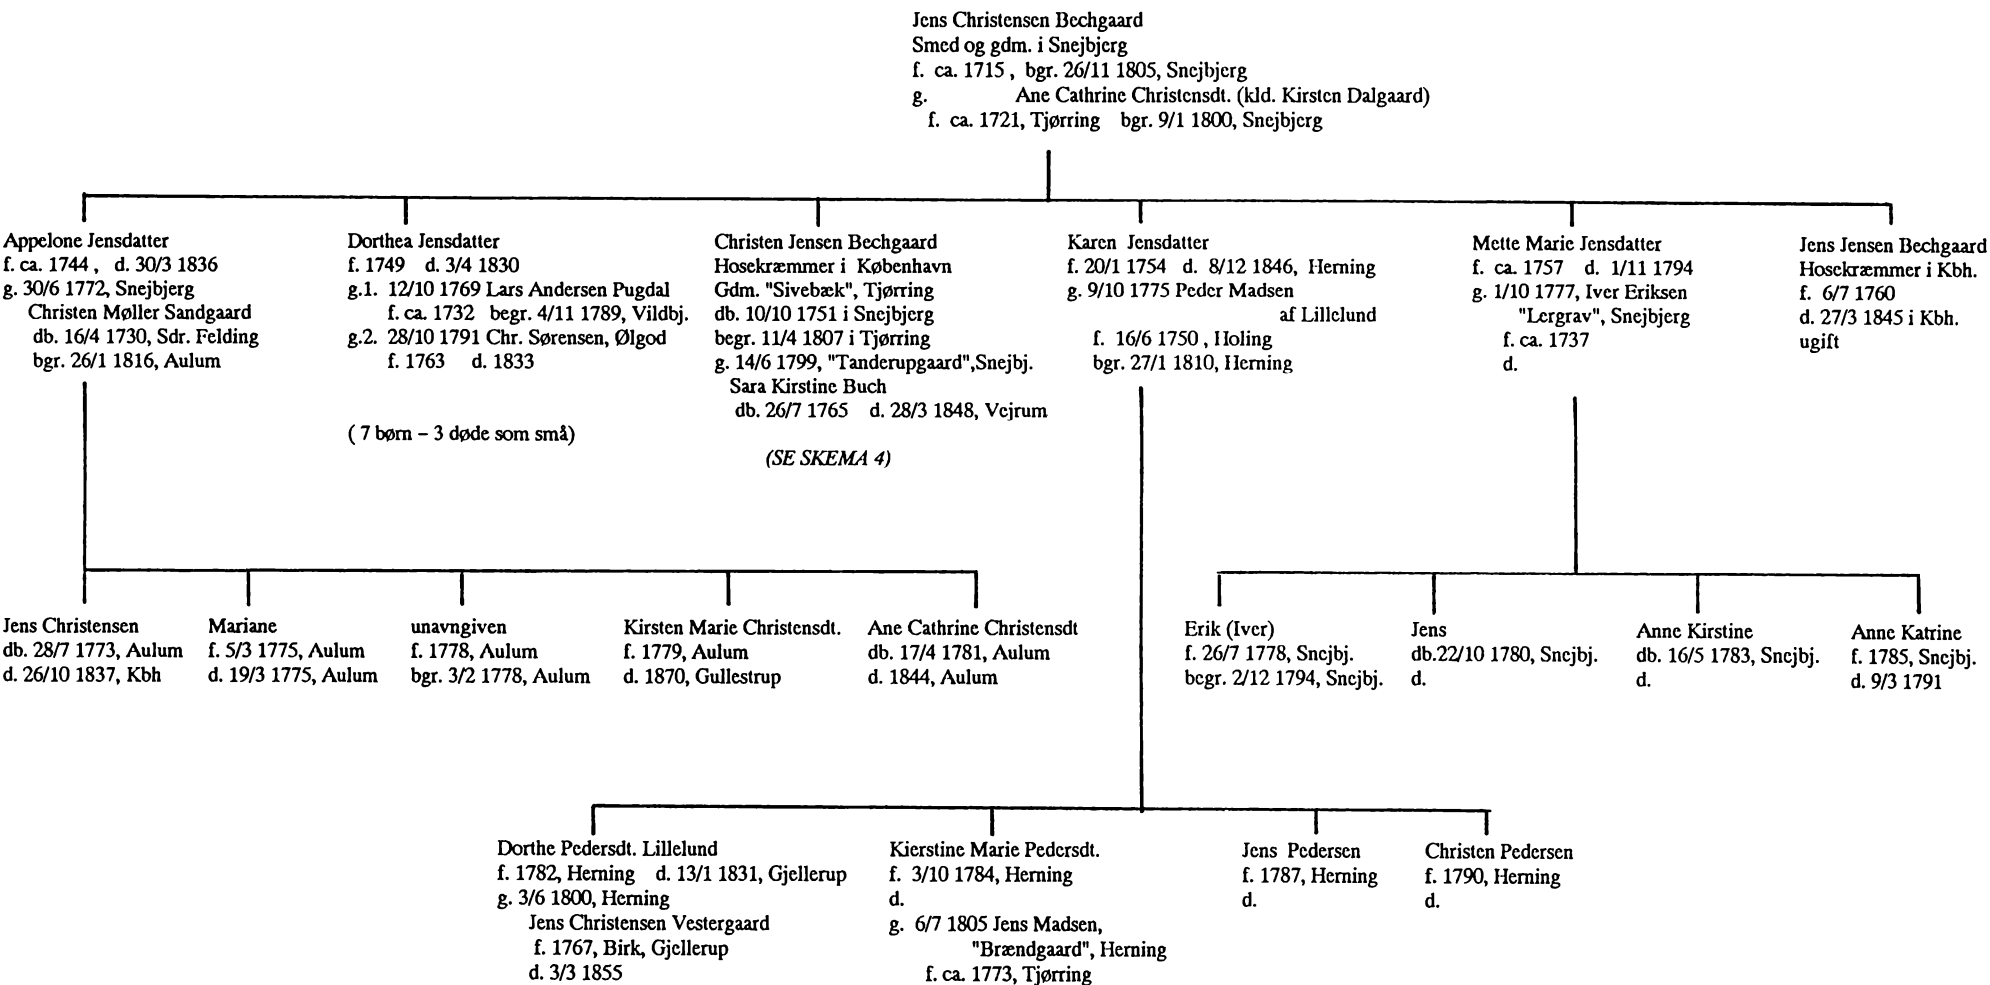 Jens Christensen Bechgaard
Smed og gdm. i Snejbjerg
f. ca. 1715 , bgr. 26/11 1805, Snejbjerg
g. Ane Cathrine Christensdt. (kld. Kirsten Dalgaard)
f. ca. 1721, Tjørring bgr. 9/1 1800, Snejbjerg
Appelone Jensdatter
f. ca. 1744 , d. 30/3 1836
g. 30/6 1772, Snejbjerg
Christen Møller Sandgaard
db. 16/4 1730, Sdr. Felding
bgr. 26/1 1816, Aulum
Dorthea Jensdatter
f. 1749 d. 3/4 1830
g.1. 12/10 1769 Lars Andersen Pugdal
f. ca. 1732 begr. 4/11 1789, Vildbj.
g.2. 28/10 1791 Chr. Sørensen, Ølgod
f. 1763 d. 1833
( 7 børn – 3 døde som små)
Christen Jensen Bechgaard
Hosekræmmer i København
Gdm. "Sivebæk", Tjørring
db. 10/10 1751 i Snejbjerg
begr. 11/4 1807 i Tjørring
g. 14/6 1799, "Tanderupgaard",Snejbj.
Sara Kirstine Buch
db. 26/7 1765 d. 28/3 1848, Vejrum
(SE SKEMA 4)
Karen Jensdatter
f. 20/1 1754 d. 8/12 1846, Herning
g. 9/10 1775 Peder Madsen
af Lillelund
f. 16/6 1750 , Holing
bgr. 27/1 1810, Herning
Mette Marie Jensdatter
f. ca. 1757 d. 1/11 1794
g. 1/10 1777, Iver Eriksen
"Lergrav", Snejbjerg
f. ca. 1737
d.
Jens Jensen Bechgaard
Hosekræmmer i Kbh.
f. 6/7 1760
d. 27/3 1845 i Kbh.
ugift
Jens Christensen
db. 28/7 1773, Aulum
d. 26/10 1837, Kbh
Mariane
f. 5/3 1775, Aulum
d. 19/3 1775, Aulum
unavngiven
f. 1778, Aulum
bgr. 3/2 1778, Aulum
Kirsten Marie Christensdt.
f. 1779, Aulum
d. 1870, Gullestrup
Ane Cathrine Christensdt
db. 17/4 1781, Aulum
d. 1844, Aulum
Erik (Iver)
f. 26/7 1778, Snejbj.
begr. 2/12 1794, Snejbj.
Jens
db.22/10 1780, Snejbj.
d.
Anne Kirstine
db. 16/5 1783, Snejbj.
d.
Anne Katrine
f. 1785, Snejbj.
d. 9/3 1791
Dorthe Pedersdt. Lillelund
f. 1782, Herning d. 13/1 1831, Gjellerup
g. 3/6 1800, Herning
Jens Christensen Vestergaard
f. 1767, Birk, Gjellerup
d. 3/3 1855
Kierstine Marie Pedersdt.
f. 3/10 1784, Herning
d.
g. 6/7 1805 Jens Madsen,
"Brændgaard", Herning
f. ca. 1773, Tjørring
Jens Pedersen
f. 1787, Herning
d.
Christen Pedersen
f. 1790, Herning
d.